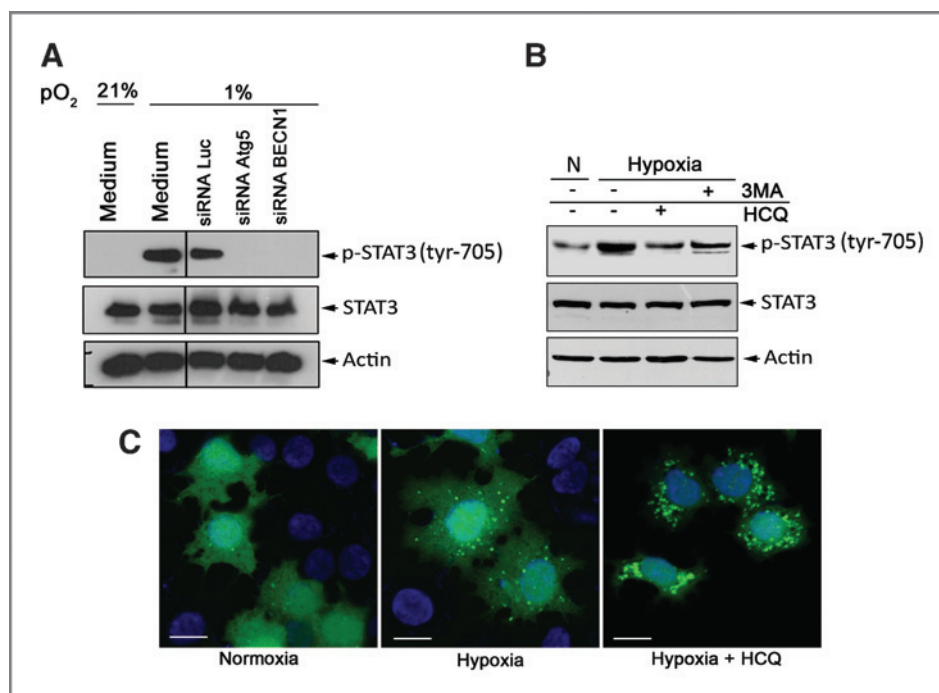 A
pO2 21% 1%
Medium Medium siRNA Luc siRNA Atg5 siRNA BECN1
p-STAT3 (tyr-705)
STAT3
Actin
B
N Hypoxia
- - + 3MA
- - + HCQ
p-STAT3 (tyr-705)
STAT3
Actin
C
Normoxia Hypoxia Hypoxia + HCQ